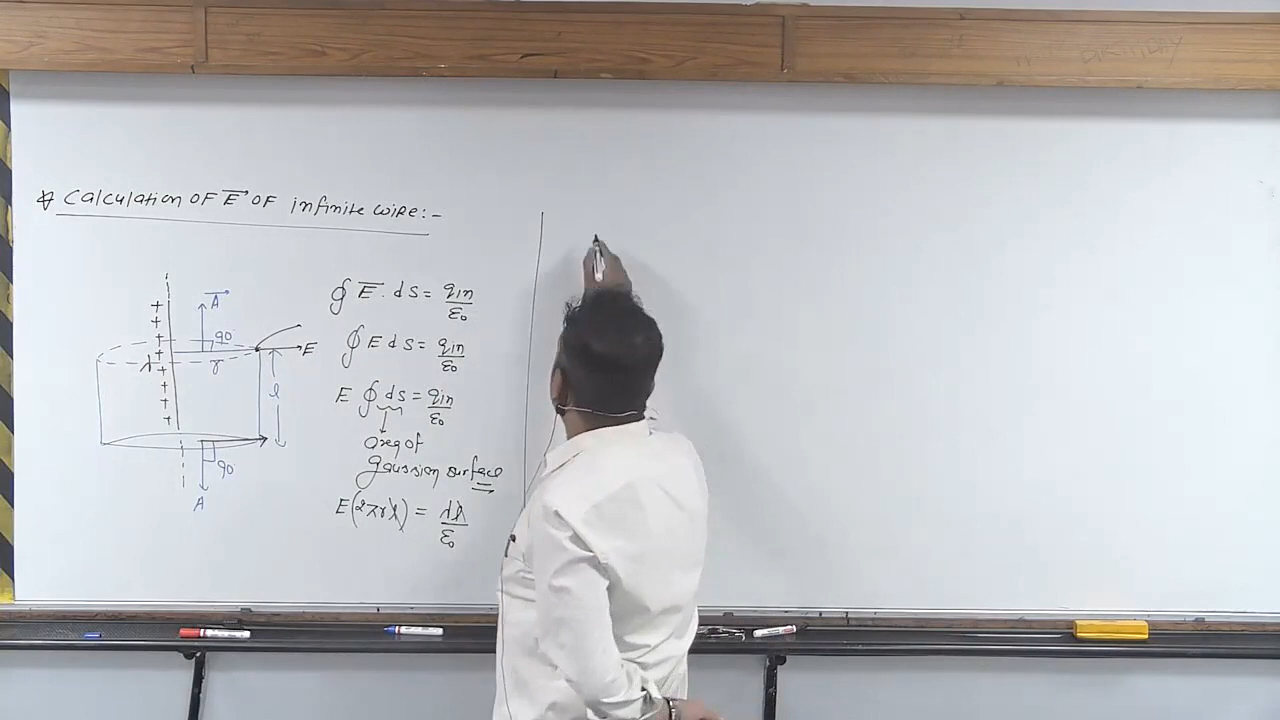 * Calculation OF E⃗ OF infinite wire:-
+ + + + + + + + +
λ
A⃗
90
r
E
l
90
A
∮ E⃗ . ds = qin/ε₀
∮ E ds = qin/ε₀
E ∮ ds = qin/ε₀
area of
gaussian surface
E(2πrl) = λl/ε₀